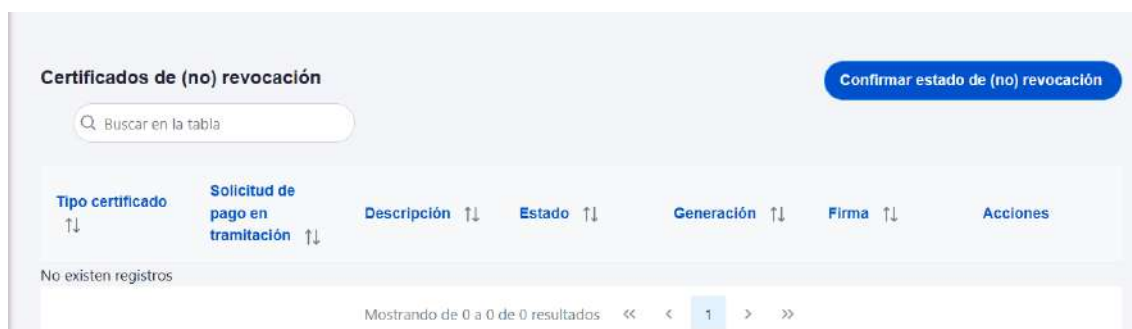 Certificados de (no) revocación
Confirmar estado de (no) revocación
Buscar en la tabla
Tipo certificado
Solicitud de
pago en
tramitación
Descripción
Estado
Generación
Firma
Acciones
No existen registros
Mostrando de 0 a 0 de 0 resultados << < 1 > >>